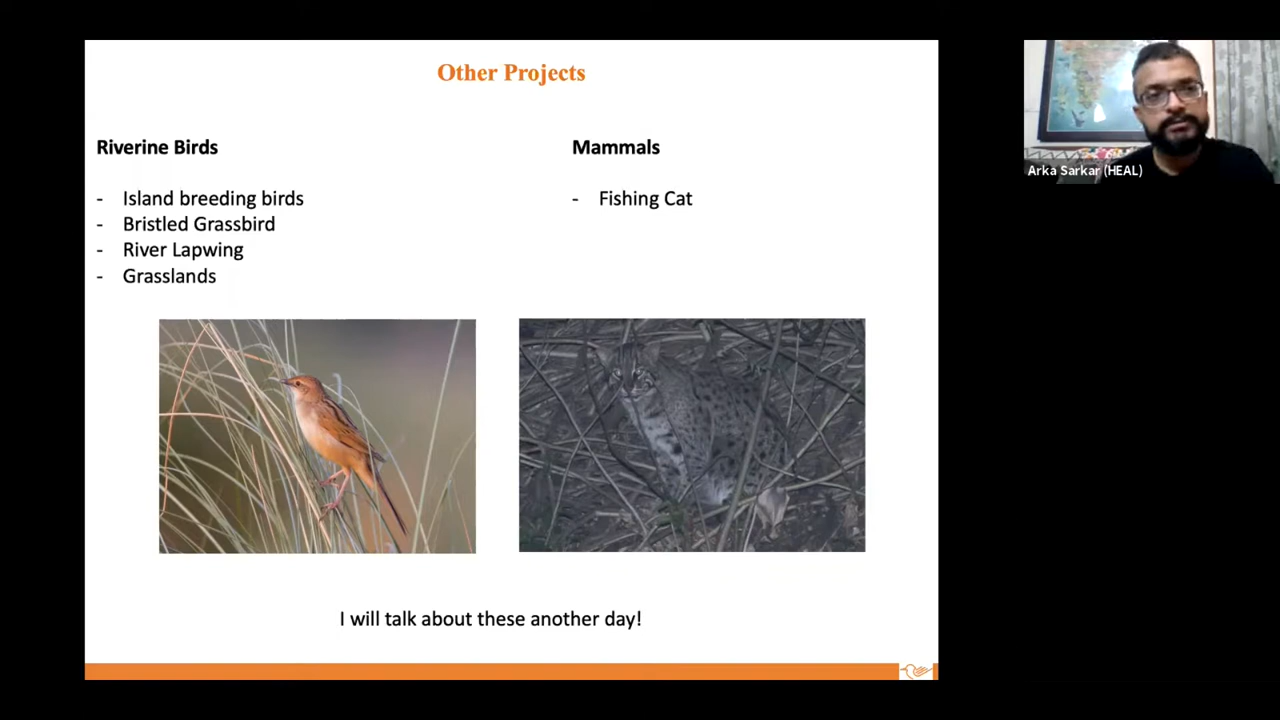 Other Projects
Riverine Birds
- Island breeding birds
- Bristled Grassbird
- River Lapwing
- Grasslands
Mammals
- Fishing Cat
I will talk about these another day!
Arka Sarkar (HEAL)